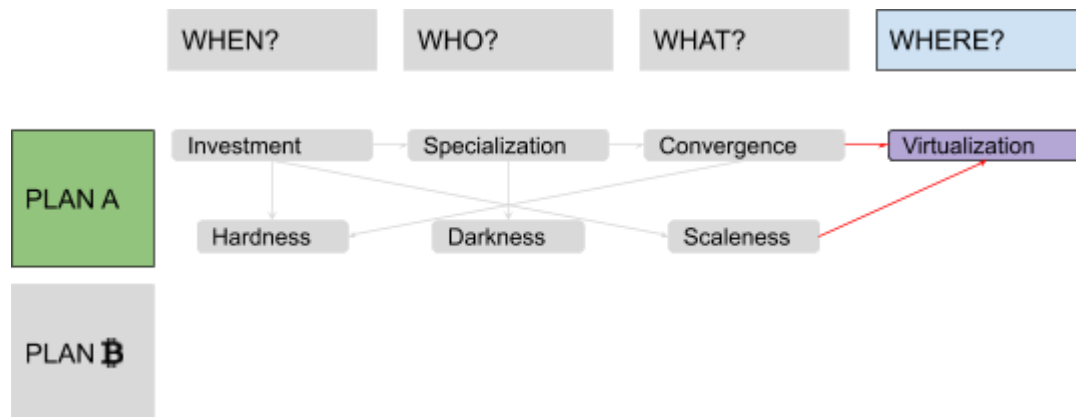 WHEN?
WHO?
WHAT?
WHERE?
PLAN A
Investment
Specialization
Convergence
Virtualization
Hardness
Darkness
Scaleness
PLAN ₿